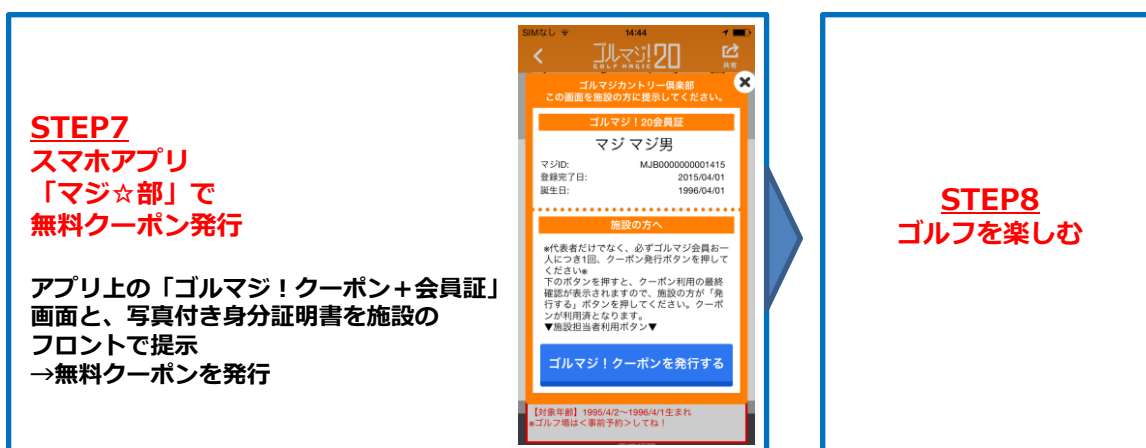 STEP7
スマホアプリ
「マジ☆部」で
無料クーポン発行
アプリ上の「ゴルマジ！クーポン＋会員証」
画面と、写真付き身分証明書を施設の
フロントで提示
→無料クーポンを発行
SIMなし 14:44
ゴルマジ!20
GOLF MAGIC
共有
ゴルマジカントリー倶楽部
この画面を施設の方に提示してください。
ゴルマジ！20会員証
マジ マジ男
マジID: MJB0000000001415
登録完了日: 2015/04/01
誕生日: 1996/04/01
施設の方へ
※代表者だけでなく、必ずゴルマジ会員お一
人につき1回、クーポン発行ボタンを押して
ください※
下のボタンを押すと、クーポン利用の最終
確認が表示されますので、施設の方が「発
行する」ボタンを押してください。クーポ
ンが利用済となります。
▼施設担当者利用ボタン▼
ゴルマジ！クーポンを発行する
【対象年齢】1995/4/2〜1996/4/1生まれ
※ゴルフ場は＜事前予約＞してね！
STEP8
ゴルフを楽しむ